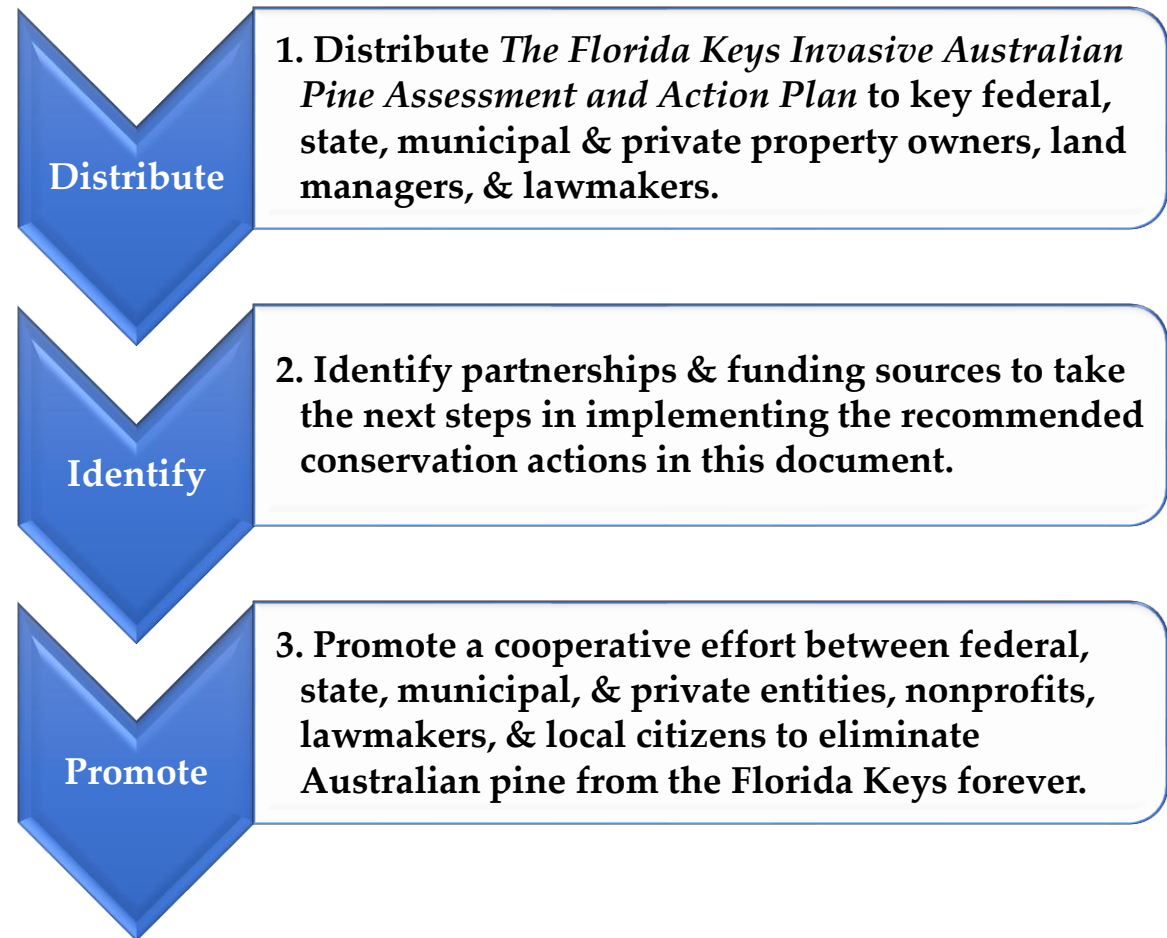 Distribute
1. Distribute The Florida Keys Invasive Australian
Pine Assessment and Action Plan to key federal,
state, municipal & private property owners, land
managers, & lawmakers.
Identify
2. Identify partnerships & funding sources to take
the next steps in implementing the recommended
conservation actions in this document.
Promote
3. Promote a cooperative effort between federal,
state, municipal, & private entities, nonprofits,
lawmakers, & local citizens to eliminate
Australian pine from the Florida Keys forever.